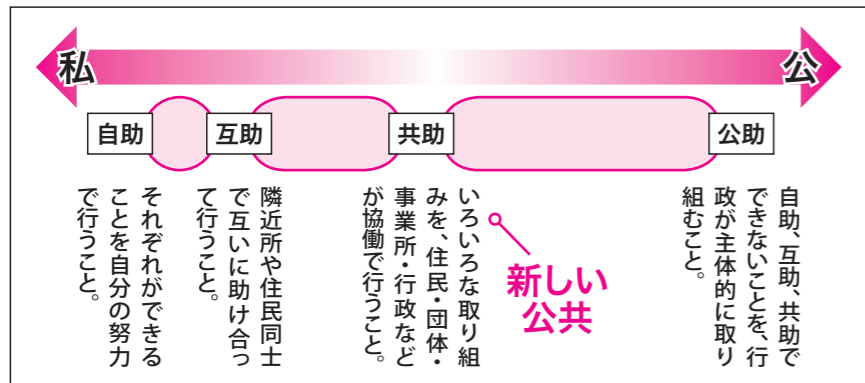 私
公
自助
互助
共助
公助
それぞれができる
ことを自分の努力
で行うこと。
隣近所や住民同士
で互いに助け合っ
て行うこと。
いろいろな取り組
みを、住民・団体・
事業所・行政など
が協働で行うこと。
新しい
公共
自助、互助、共助で
できないことを、行
政が主体的に取り
組むこと。